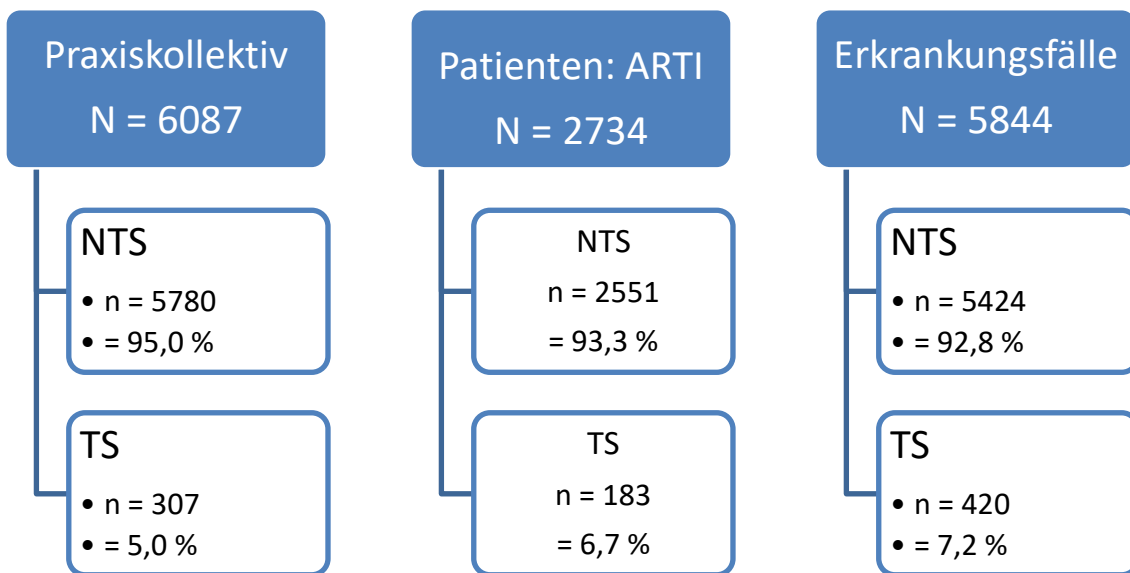 Praxiskollektiv
N = 6087
NTS
• n = 5780
• = 95,0 %
TS
• n = 307
• = 5,0 %
Patienten: ARTI
N = 2734
NTS
n = 2551
= 93,3 %
TS
n = 183
= 6,7 %
Erkrankungsfälle
N = 5844
NTS
• n = 5424
• = 92,8 %
TS
• n = 420
• = 7,2 %